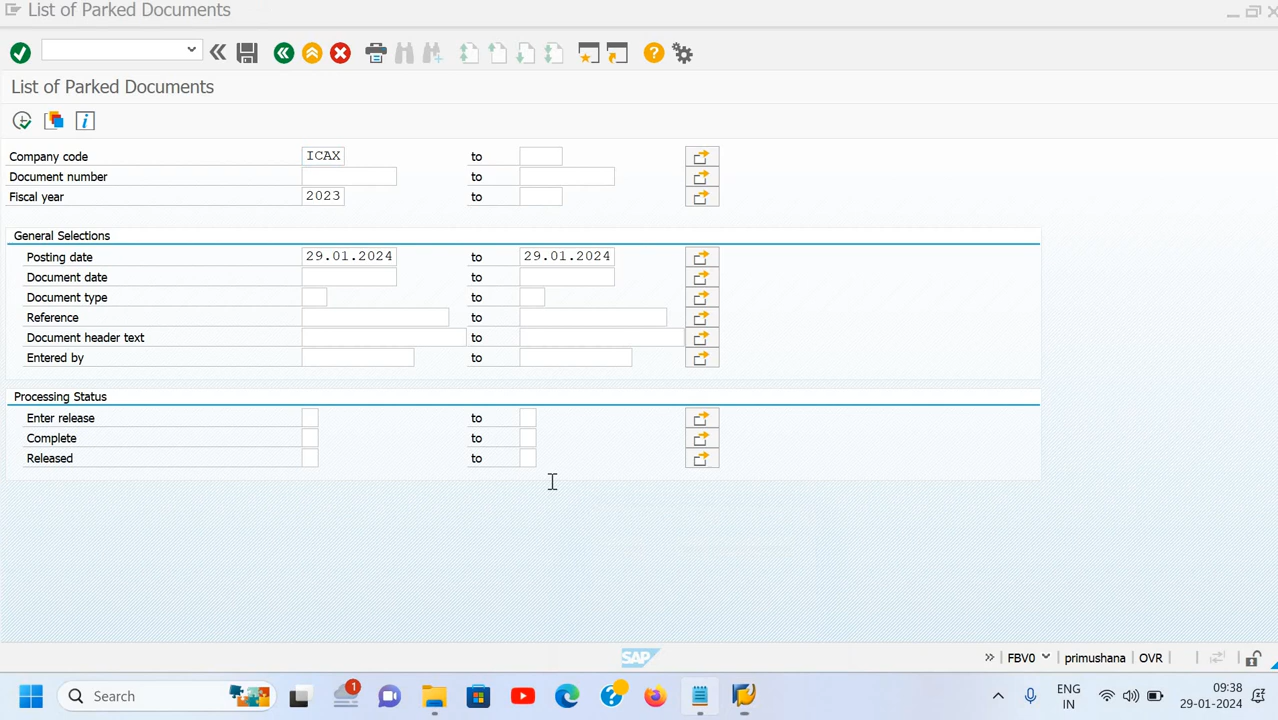 List of Parked Documents
List of Parked Documents
Company code ICAX to
Document number to
Fiscal year 2023 to
General Selections
Posting date 29.01.2024 to 29.01.2024
Document date to
Document type to
Reference to
Document header text to
Entered by to
Processing Status
Enter release to
Complete to
Released to
SAP
FBV0 primushana OVR
Search
1
ENG
IN
09:38
29-01-2024